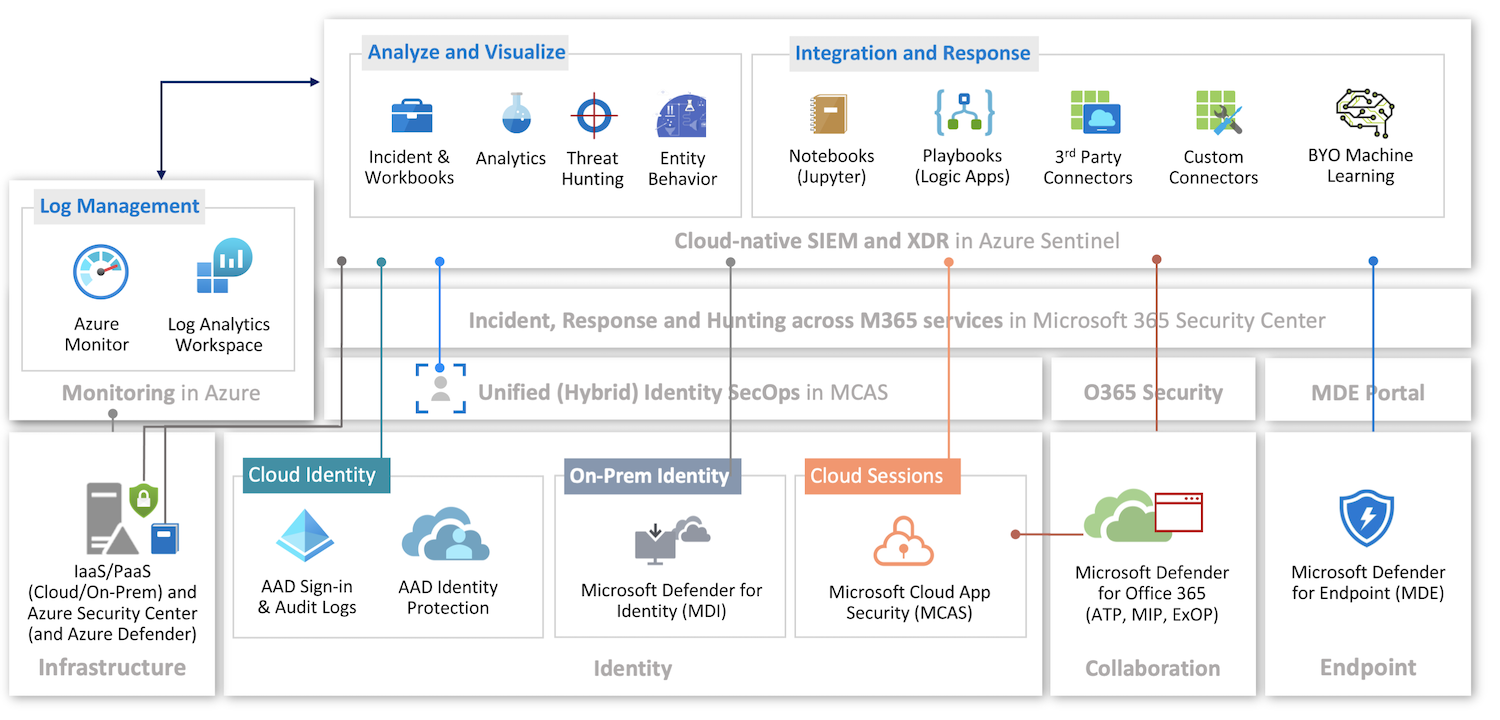 Analyze and Visualize
Incident &
Workbooks
Analytics
Threat
Hunting
Entity
Behavior
Integration and Response
Notebooks
(Jupyter)
Playbooks
(Logic Apps)
3rd Party
Connectors
Custom
Connectors
BYO Machine
Learning
Cloud-native SIEM and XDR in Azure Sentinel
Log Management
Azure
Monitor
Log Analytics
Workspace
Monitoring in Azure
Incident, Response and Hunting across M365 services in Microsoft 365 Security Center
Unified (Hybrid) Identity SecOps in MCAS
O365 Security
MDE Portal
IaaS/PaaS
(Cloud/On-Prem) and
Azure Security Center
(and Azure Defender)
Infrastructure
Cloud Identity
AAD Sign-in
& Audit Logs
AAD Identity
Protection
On-Prem Identity
Microsoft Defender for
Identity (MDI)
Cloud Sessions
Microsoft Cloud App
Security (MCAS)
Identity
Microsoft Defender
for Office 365
(ATP, MIP, ExOP)
Collaboration
Microsoft Defender
for Endpoint (MDE)
Endpoint